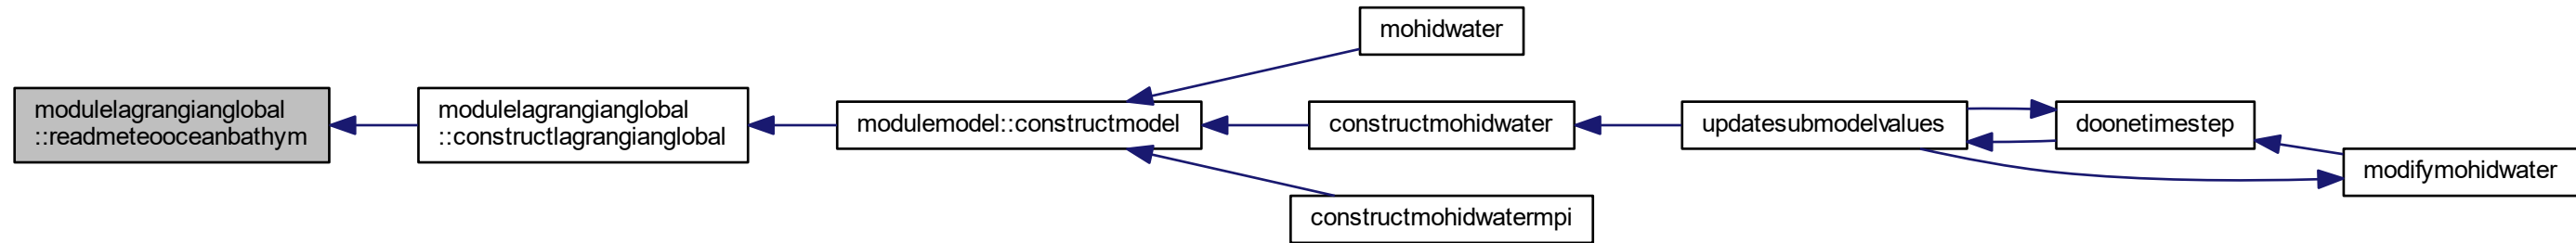 mohidwater
modulelagrangianglobal
::readmeteooceanbathym
modulelagrangianglobal
::constructlagrangianglobal
modulemodel::constructmodel
constructmohidwater
updatesubmodelvalues
doonetimestep
modifymohidwater
constructmohidwatermpi